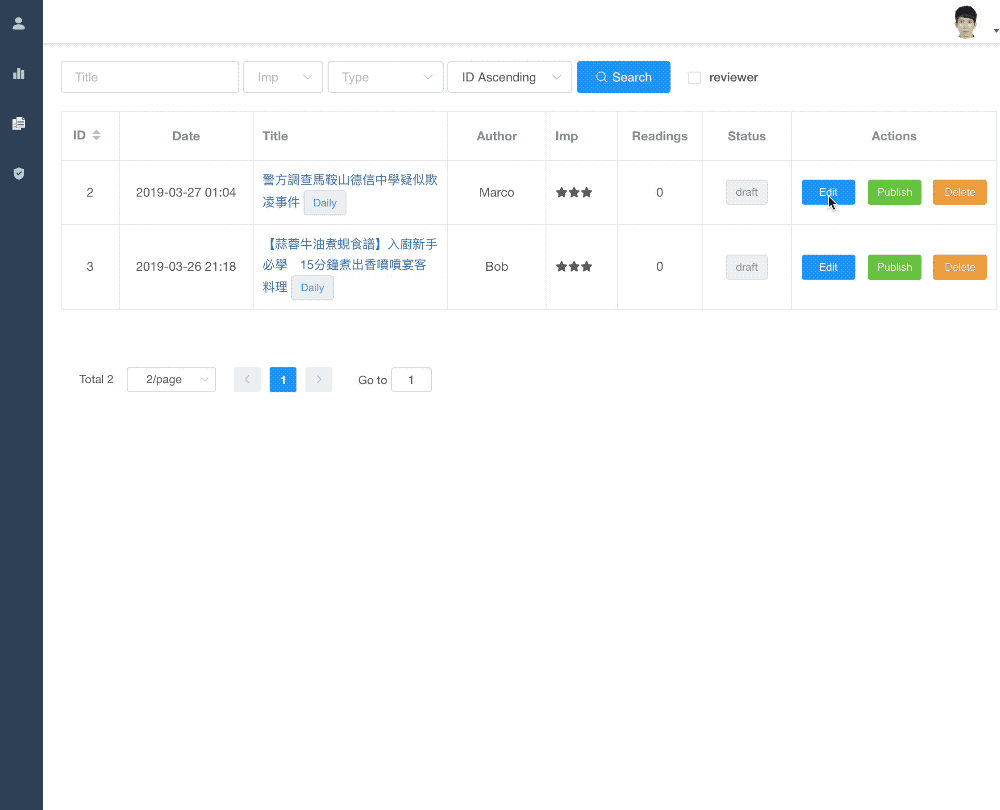 Title Imp Type ID Ascending Search reviewer
ID Date Title Author Imp Readings Status Actions
2 2019-03-27 01:04 警方調查馬鞍山德信中學疑似欺 Marco 0 draft Edit Publish Delete
凌事件 Daily
【蒜蓉牛油煮蜆食譜】入廚新手
3 2019-03-26 21:18 必學　15分鐘煮出香噴噴宴客 Bob 0 draft Edit Publish Delete
料理 Daily
Total 2 2/page 1 Go to 1